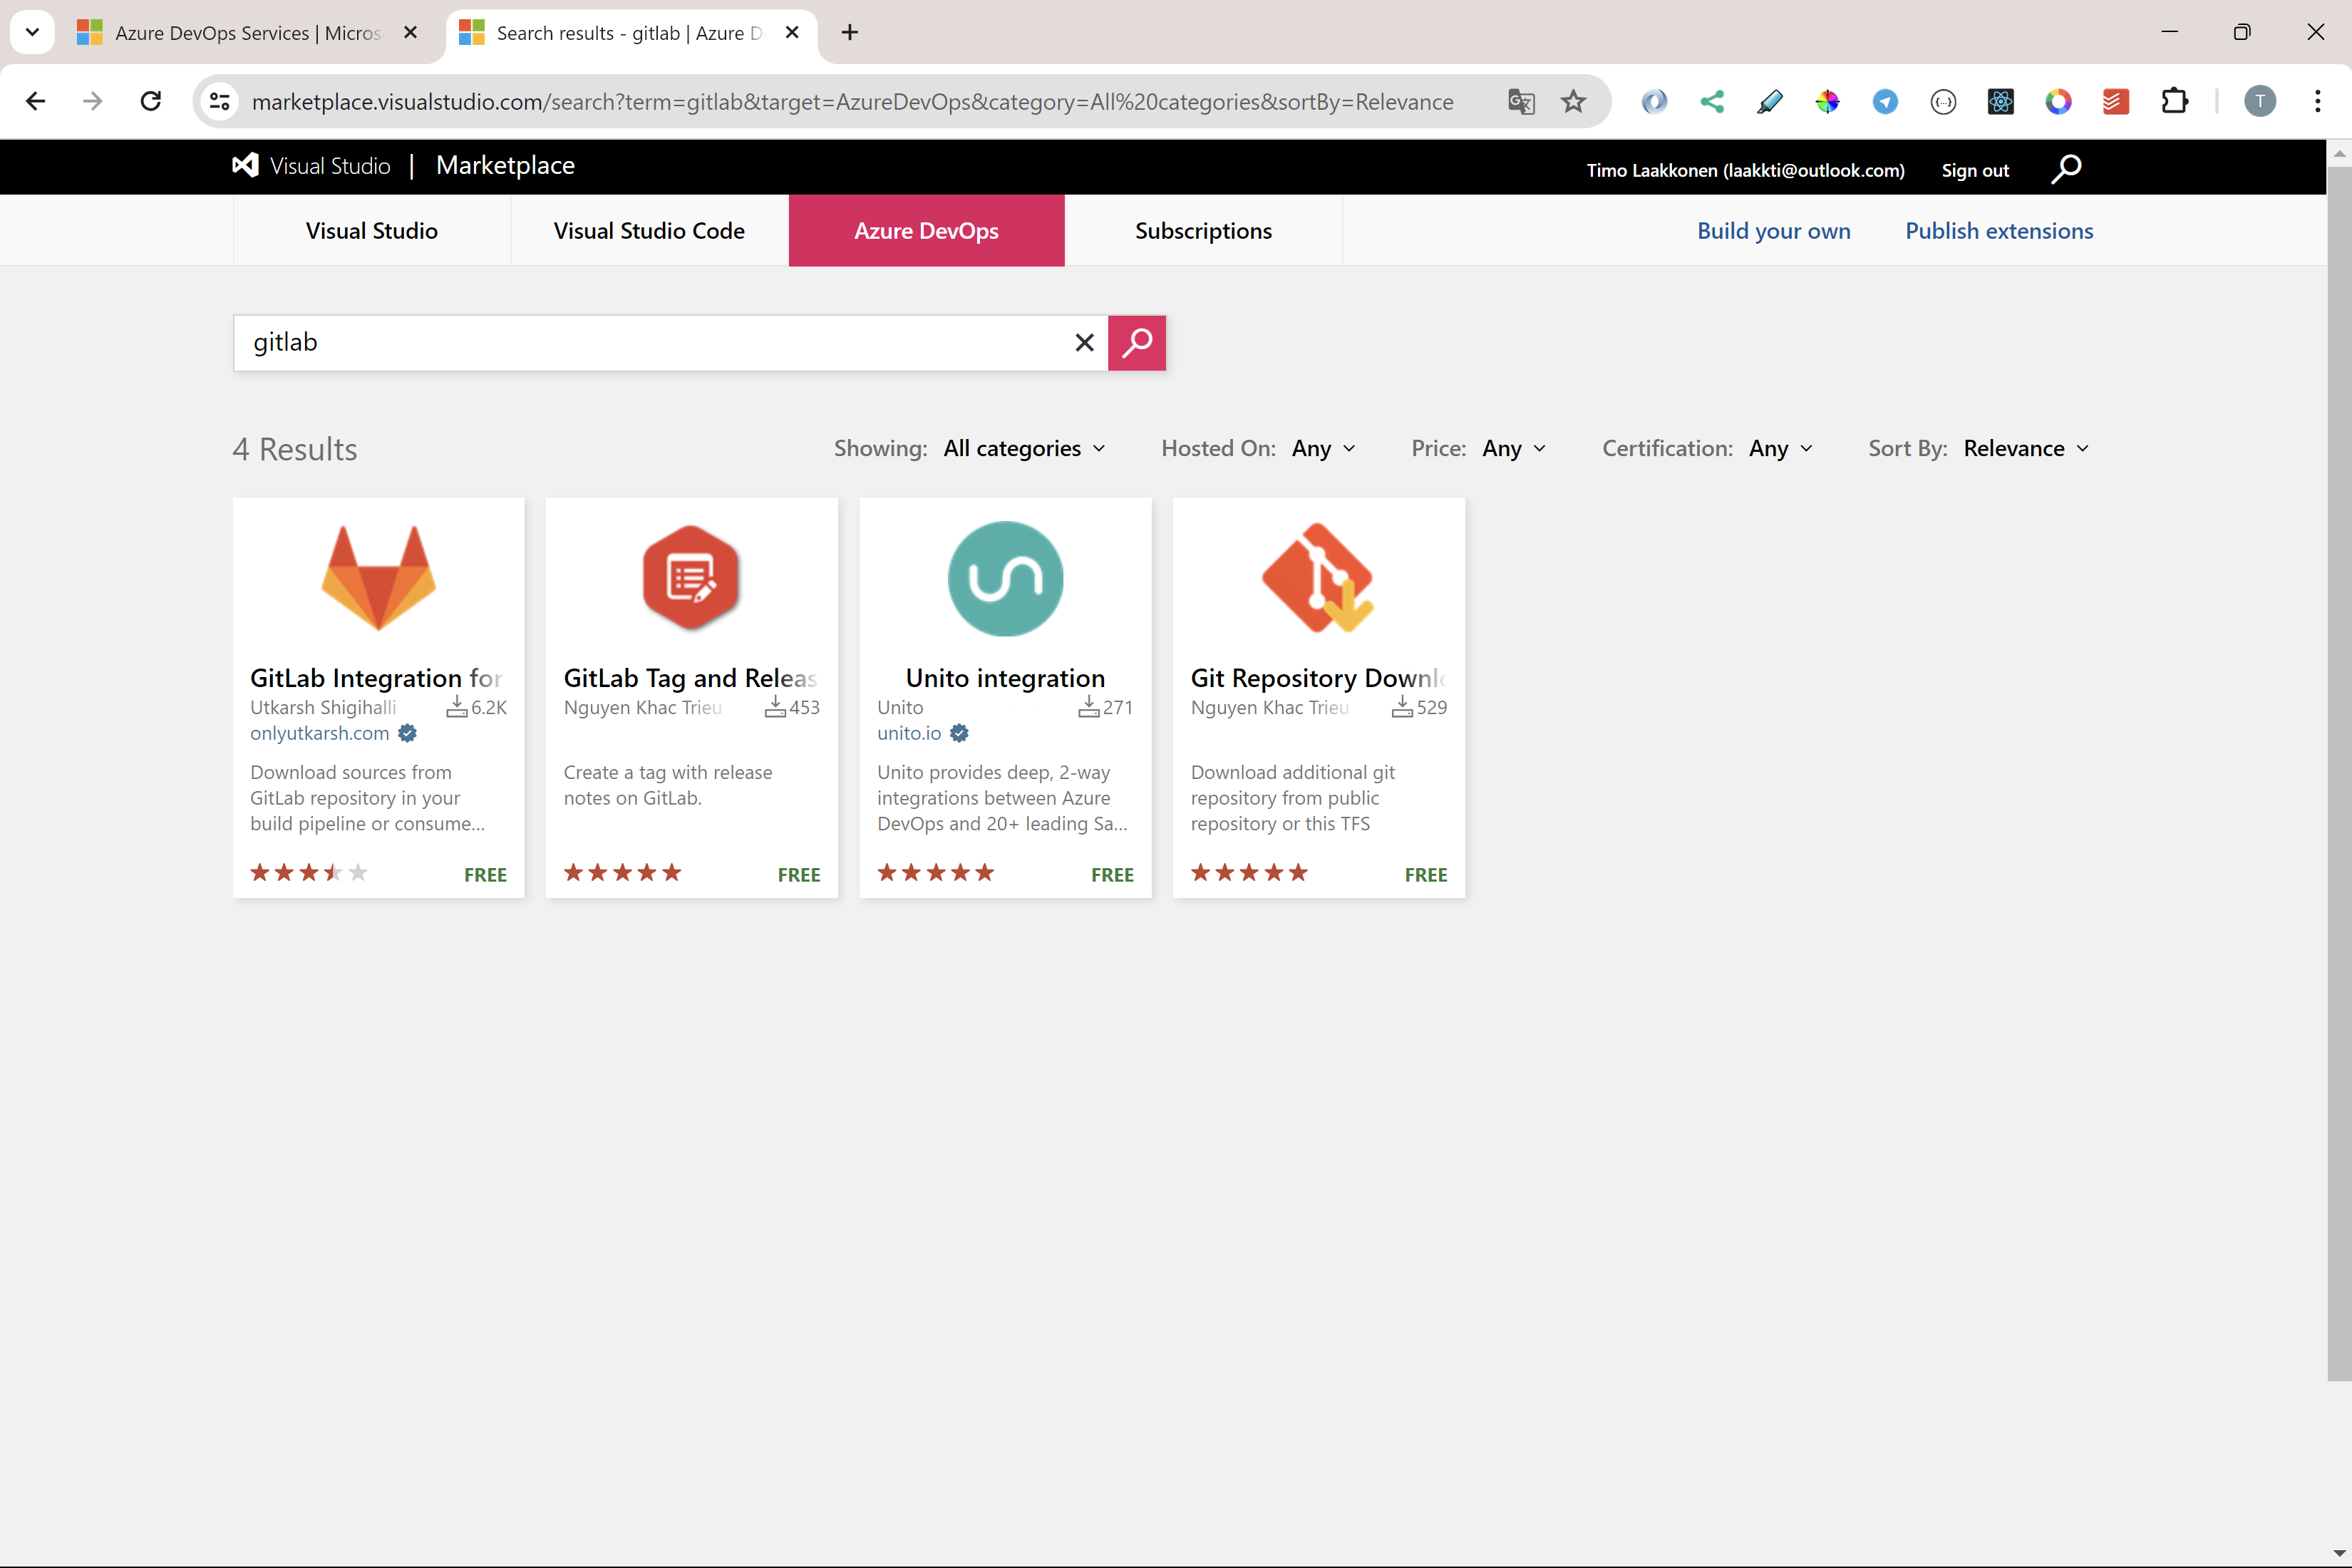 Azure DevOps Services | Micros
Search results - gitlab | Azure D
marketplace.visualstudio.com/search?term=gitlab&target=AzureDevOps&category=All%20categories&sortBy=Relevance
T
Visual Studio | Marketplace
Timo Laakkonen (laakkti@outlook.com)
Sign out
Visual Studio
Visual Studio Code
Azure DevOps
Subscriptions
Build your own
Publish extensions
gitlab
4 Results
Showing: All categories
Hosted On: Any
Price: Any
Certification: Any
Sort By: Relevance
GitLab Integration for
Utkarsh Shigihalli 6.2K
onlyutkarsh.com
Download sources from
GitLab repository in your
build pipeline or consume...
FREE
GitLab Tag and Releas
Nguyen Khac Trieu 453
Create a tag with release
notes on GitLab.
FREE
Unito integration
Unito 271
unito.io
Unito provides deep, 2-way
integrations between Azure
DevOps and 20+ leading Sa...
FREE
Git Repository Downlo
Nguyen Khac Trieu 529
Download additional git
repository from public
repository or this TFS
FREE